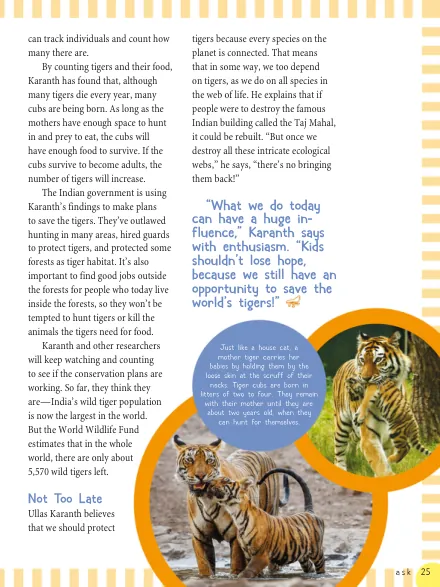 can track individuals and count how
many there are.
By counting tigers and their food,
Karanth has found that, although
many tigers die every year, many
cubs are being born. As long as the
mothers have enough space to hunt
in and prey to eat, the cubs will
have enough food to survive. If the
cubs survive to become adults, the
number of tigers will increase.
The Indian government is using
Karanth's findings to make plans
to save the tigers. They've outlawed
hunting in many areas, hired guards
to protect tigers, and protected some
forests as tiger habitat. It's also
important to find good jobs outside
the forests for people who today live
inside the forests, so they won't be
tempted to hunt tigers or kill the
animals the tigers need for food.
Karanth and other researchers
will keep watching and counting
to see if the conservation plans are
working. So far, they think they
are—India's wild tiger population
is now the largest in the world.
But the World Wildlife Fund
estimates that in the whole
world, there are only about
5,570 wild tigers left.
Not Too Late
Ullas Karanth believes
that we should protect
tigers because every species on the
planet is connected. That means
that in some way, we too depend
on tigers, as we do on all species in
the web of life. He explains that if
people were to destroy the famous
Indian building called the Taj Mahal,
it could be rebuilt. "But once we
destroy all these intricate ecological
webs," he says, "there's no bringing
them back!"
"What we do today
can have a huge in-
fluence," Karanth says
with enthusiasm. "Kids
shouldn't lose hope,
because we still have an
opportunity to save the
world's tigers!"
Just like a house cat, a
mother tiger carries her
babies by holding them by the
loose skin at the scruff of their
necks. Tiger cubs are born in
litters of two to four. They remain
with their mother until they are
about two years old, when they
can hunt for themselves.
ask 25